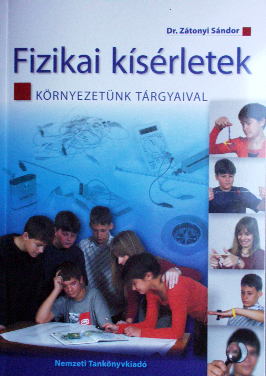 Dr. Zátonyi Sándor
Fizikai kísérletek
KÖRNYEZETÜNK TÁRGYAIVAL
Nemzeti Tankönyvkiadó